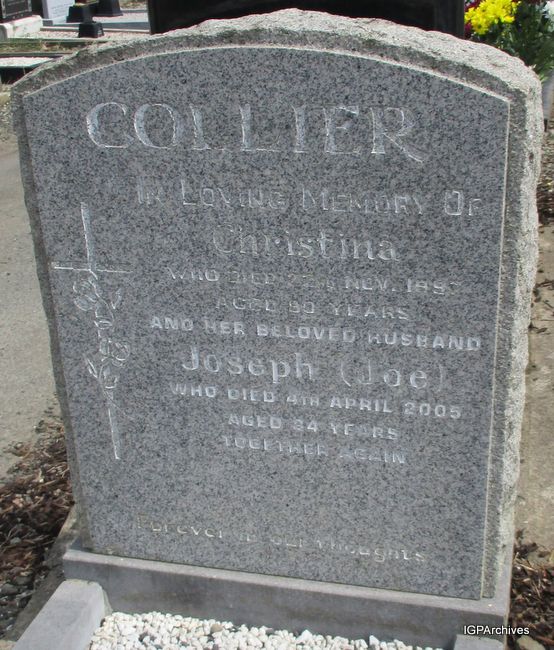 COLLIER
In Loving Memory Of
Christina
WHO DIED NOV.
AGED YEARS
AND HER BELOVED HUSBAND
Joseph (Joe)
WHO DIED 4TH APRIL 2005
AGED 84 YEARS
TOGETHER AGAIN
Forever in our thoughts
IGPArchives